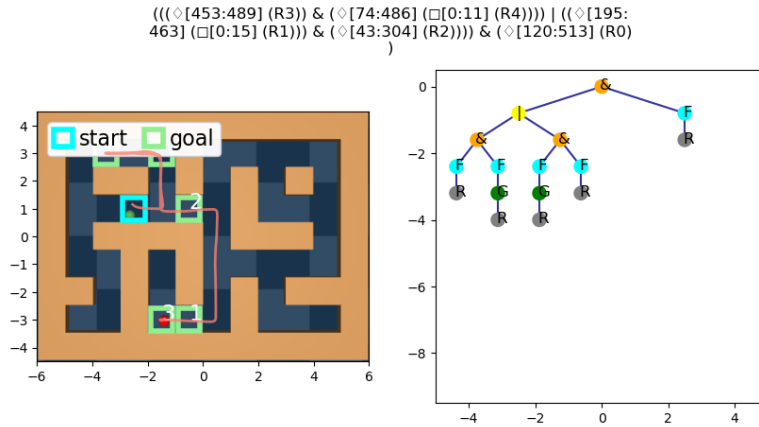 (((♢[453:489] (R3)) & (♢[74:486] (□[0:11] (R4)))) | ((♢[195:
463] (□[0:15] (R1))) & (♢[43:304] (R2)))) & (♢[120:513] (R0)
)
start goal
4
3
2
1
0
−1
−2
−3
−4
−6 −4 −2 0 2 4 6
2
3 1
0
−2
−4
−6
−8
−4 −2 0 2 4
&
| F
& & R
F F F F
R G G R
R R